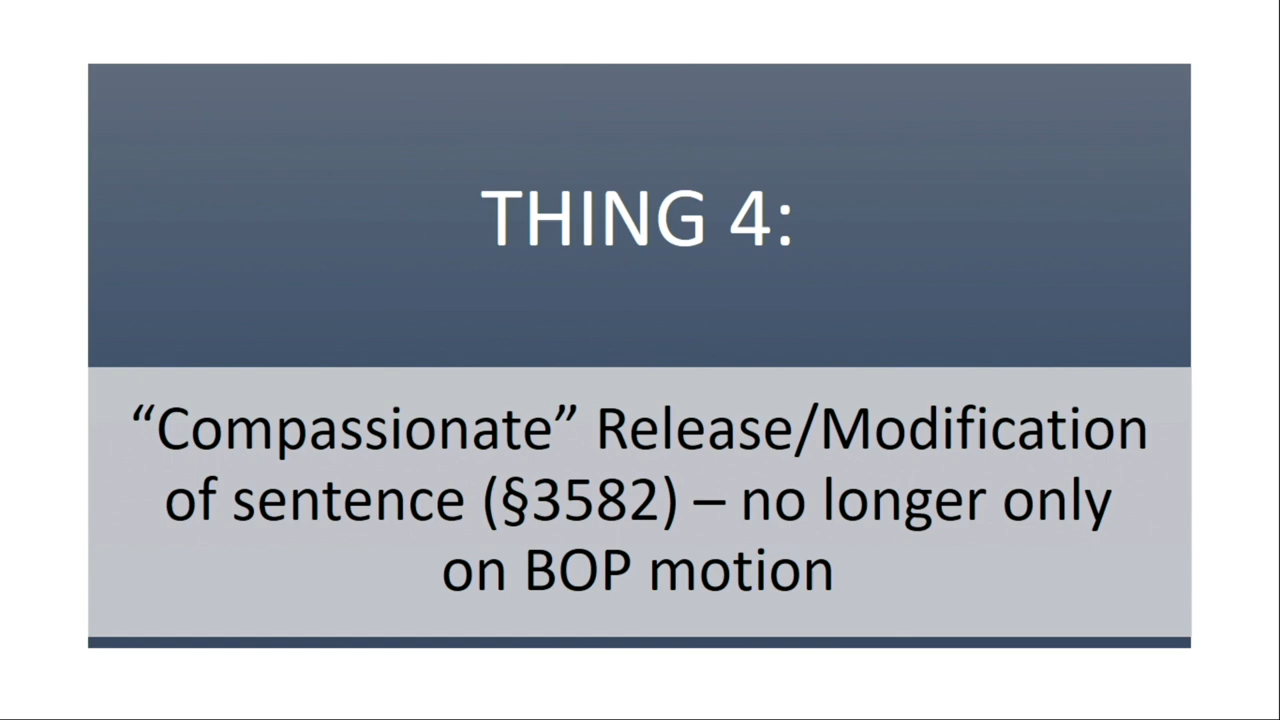 THING 4:
“Compassionate” Release/Modification
of sentence (§3582) – no longer only
on BOP motion